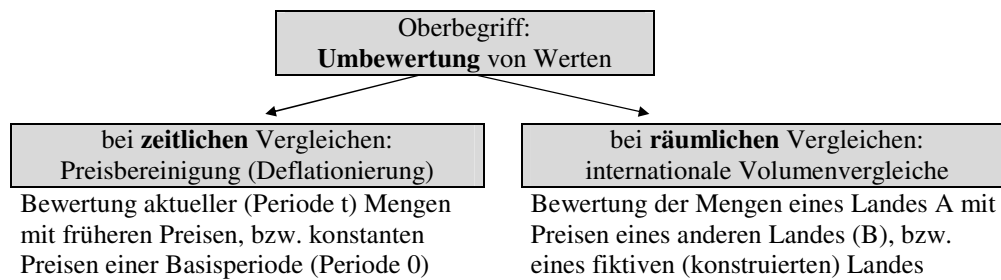 Oberbegriff:
Umbewertung von Werten
bei zeitlichen Vergleichen:
Preisbereinigung (Deflationierung)
Bewertung aktueller (Periode t) Mengen
mit früheren Preisen, bzw. konstanten
Preisen einer Basisperiode (Periode 0)
bei räumlichen Vergleichen:
internationale Volumenvergleiche
Bewertung der Mengen eines Landes A mit
Preisen eines anderen Landes (B), bzw.
eines fiktiven (konstruierten) Landes